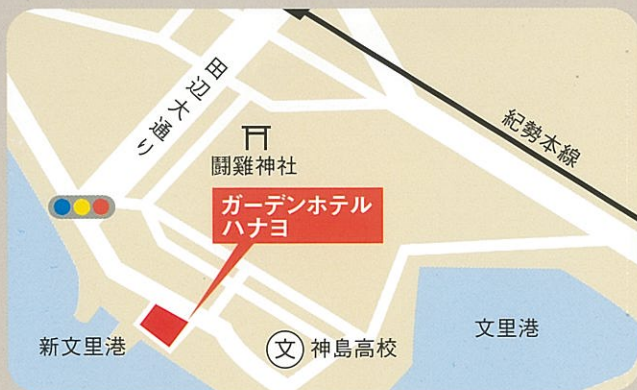 田辺大通り
紀勢本線
闘雞神社
ガーデンホテル
ハナヨ
新文里港
文
神島高校
文里港